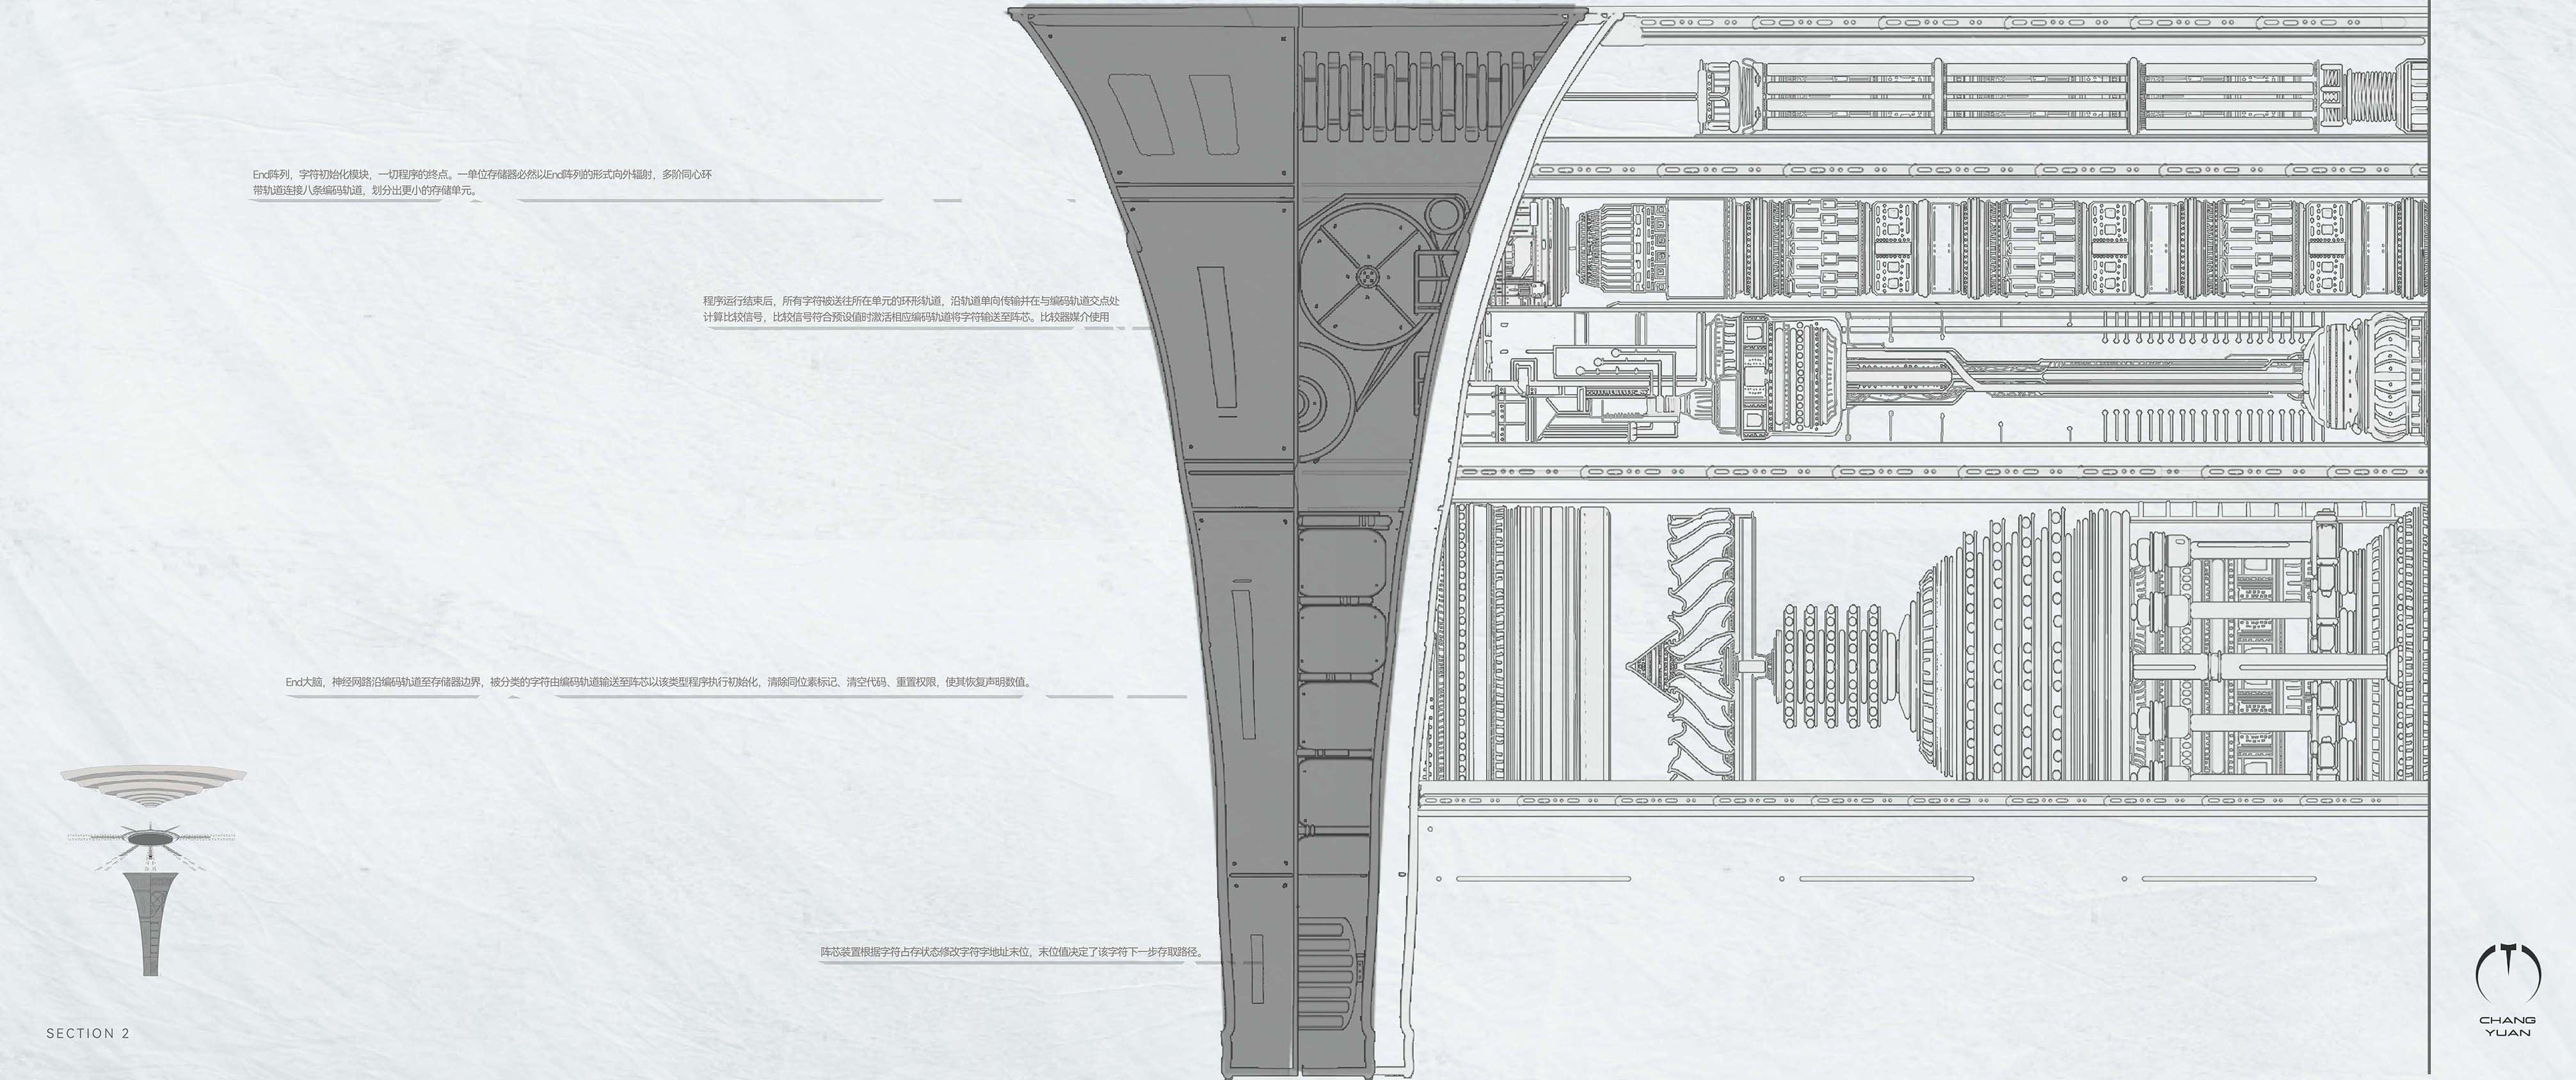 End阵列，字符初始化模块，一切程序的终点。一单位存储器必然以End阵列的形式向外辐射，多阶同心环
带轨道连接八条编码轨道，划分出更小的存储单元。
程序运行结束后，所有字符被送往所在单元的环形轨道，沿轨道单向传输并在与编码轨道交点处
计算比较信号，比较信号符合预设值时激活相应编码轨道将字符输送至阵芯。比较器媒介使用
End大脑，神经网路沿编码轨道至存储器边界，被分类的字符由编码轨道输送至阵芯以该类型程序执行初始化，清除同位素标记、清空代码、重置权限，使其恢复声明数值。
阵芯装置根据字符占存状态修改字符字地址末位，末位值决定了该字符下一步存取路径。
SECTION 2
CHANG
YUAN